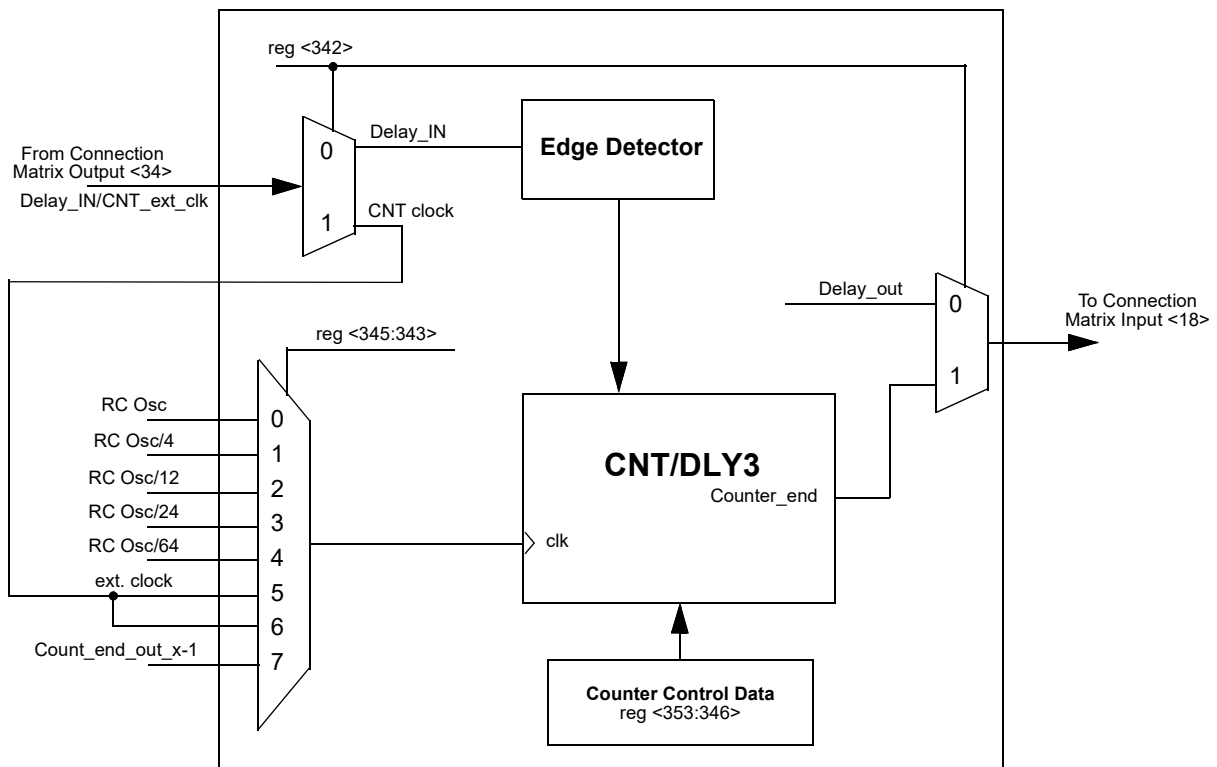 reg <342>
0
Delay_IN
Edge Detector
From Connection
Matrix Output <34>
Delay_IN/CNT_ext_clk
1
CNT clock
Delay_out
0
To Connection
Matrix Input <18>
1
reg <345:343>
RC Osc
0
RC Osc/4
1
RC Osc/12
2
RC Osc/24
3
RC Osc/64
4
ext. clock
5
6
Count_end_out_x-1
7
CNT/DLY3
Counter_end
clk
Counter Control Data
reg <353:346>